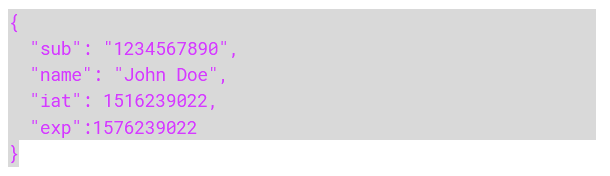 {
  "sub": "1234567890",
  "name": "John Doe",
  "iat": 1516239022,
  "exp":1576239022
}